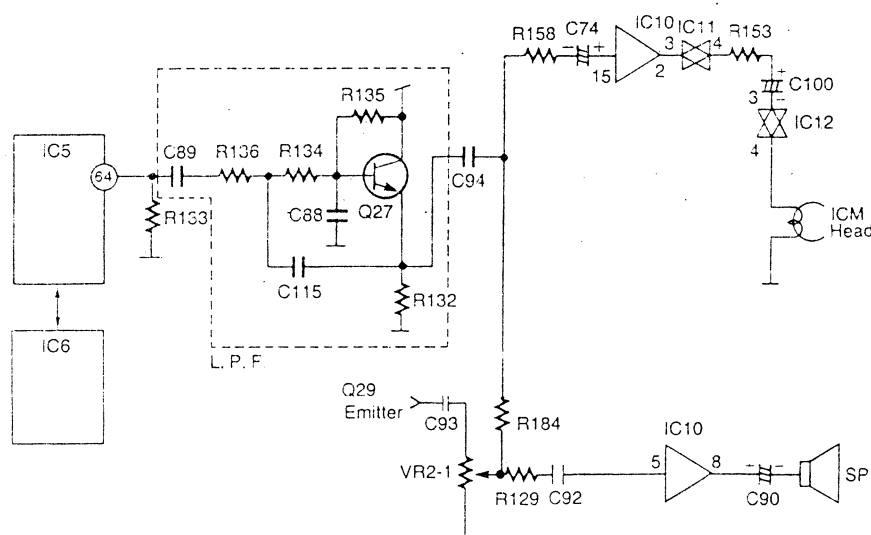 C74
IC10
IC11
R158
R153
−
+
3
4
15
2
+
C100
3
−
IC12
4
R135
IC5
C89
R136
R134
64
C94
R133
C88
Q27
ICM
Head
C115
R132
IC6
L. P. F.
Q29
Emitter
C93
R184
IC10
VR2-1
5
8
+
−
SP
R129
C92
C90